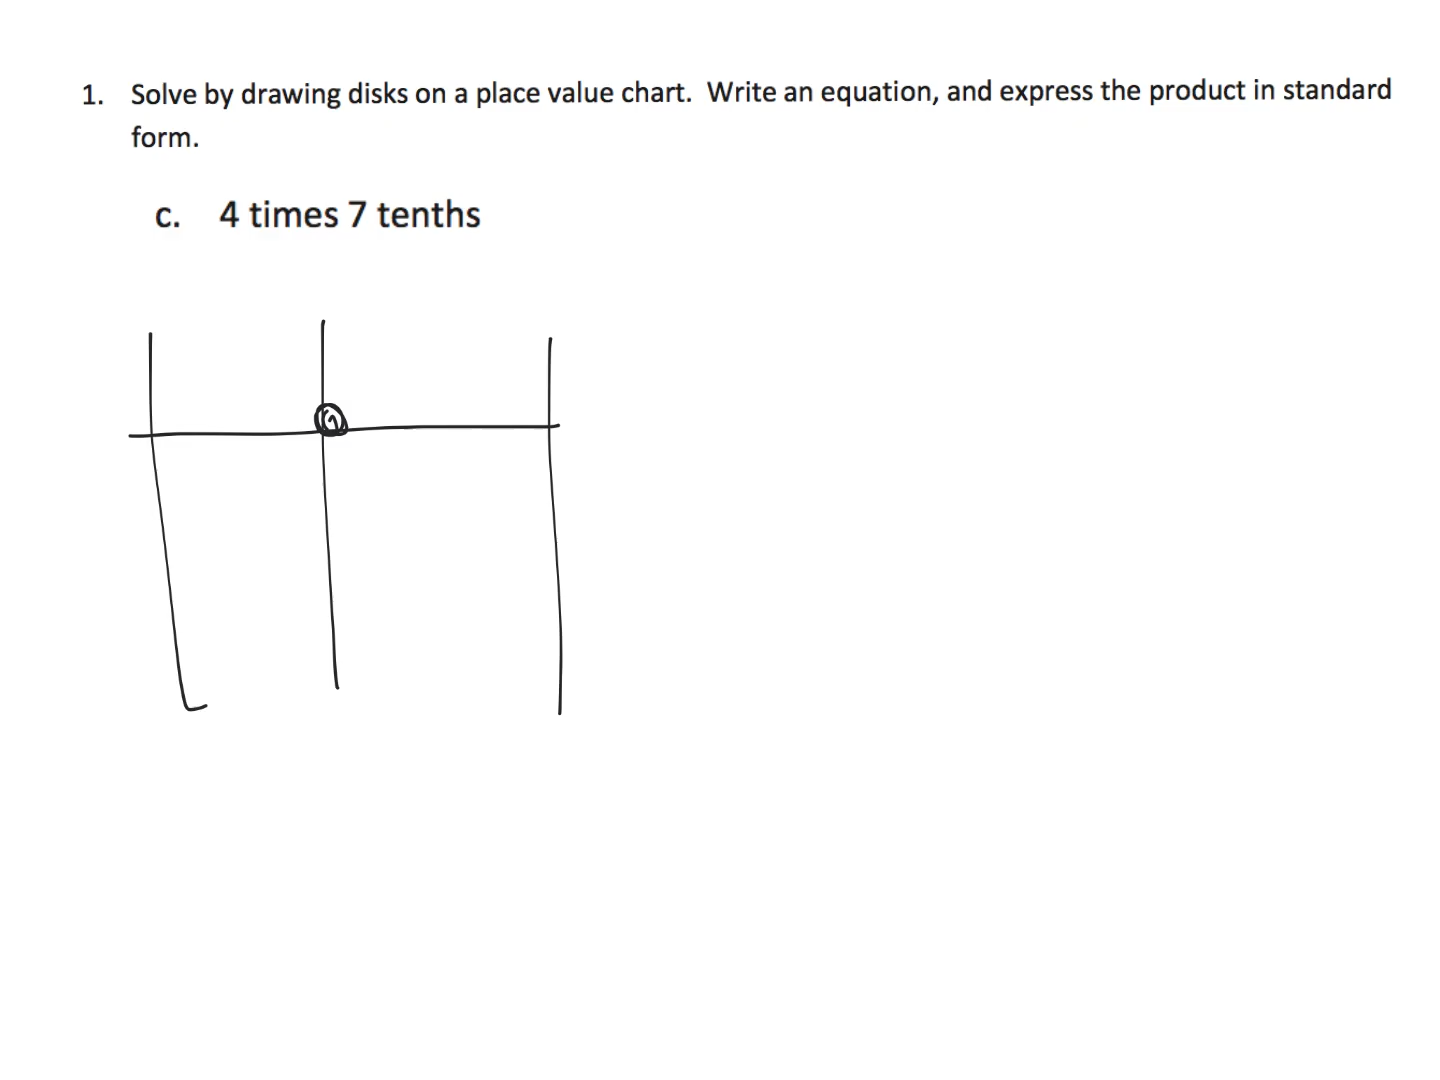 1. Solve by drawing disks on a place value chart. Write an equation, and express the product in standard
form.
c. 4 times 7 tenths